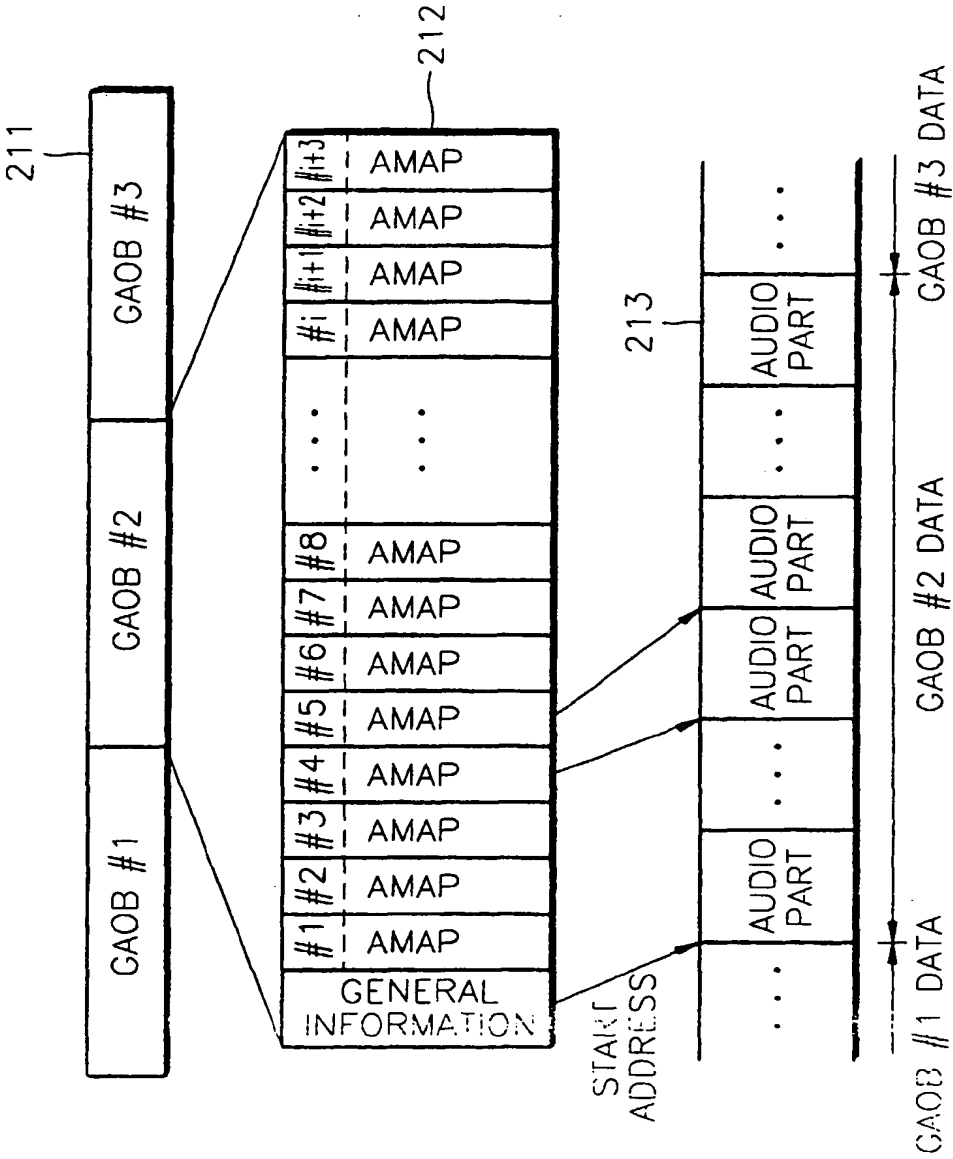 211
GAOB #1 GAOB #2 GAOB #3
212
#1 #2 #3 #4 #5 #6 #7 #8 ... #i #i+1 #i+2 #i+3
GENERAL
INFORMATION
AMAP AMAP AMAP AMAP AMAP AMAP AMAP AMAP ... AMAP AMAP AMAP AMAP
START
ADDRESS
213
... AUDIO
PART
... AUDIO
PART
AUDIO
PART
... AUDIO
PART
...
GAOB #1 DATA
GAOB #2 DATA
GAOB #3 DATA